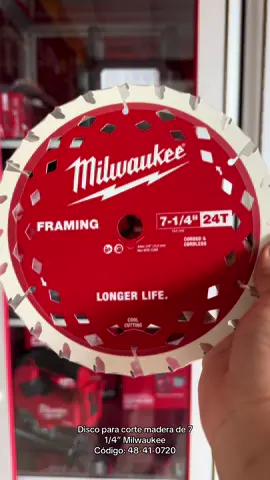 Milwaukee
FRAMING
7-1/4" 24T
CORDED &
CORDLESS
LONGER LIFE.
COOL
CUTTING
Disco para corte madera de 7
1/4” Milwaukee
Código: 48-41-0720